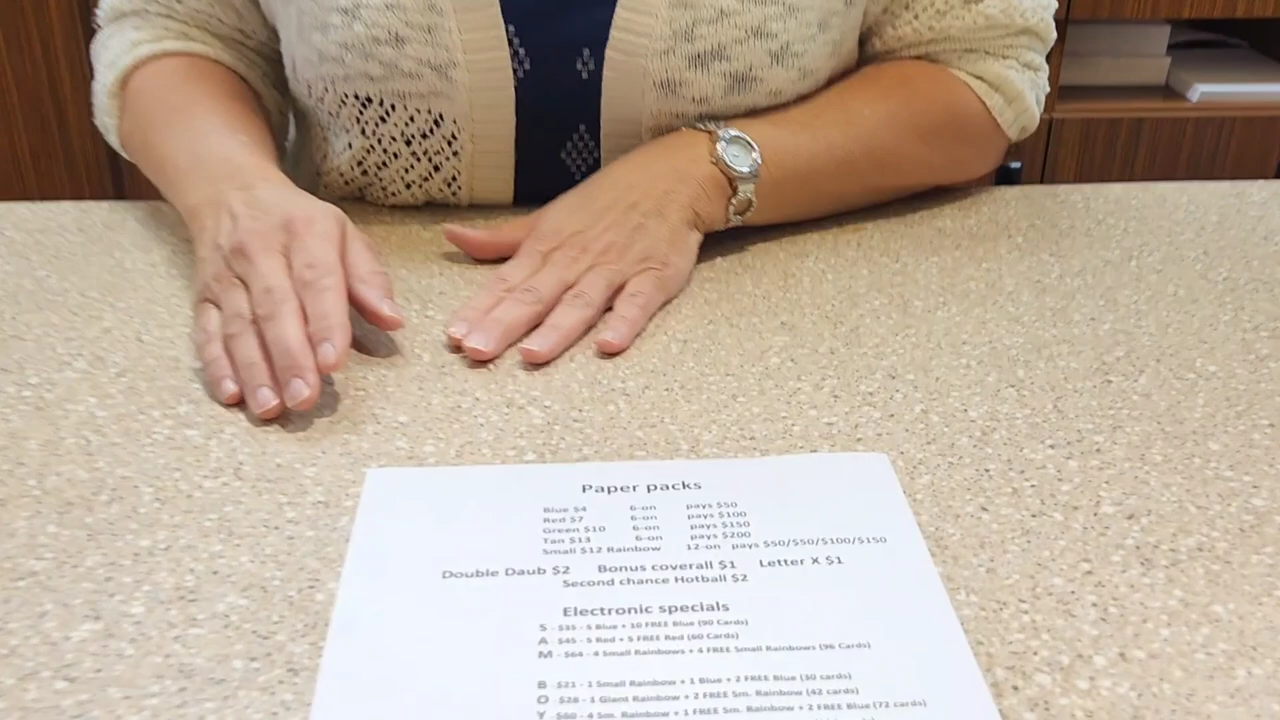 Paper packs
Blue $4 6-on pays $50
Red $7 6-on pays $100
Green $10 6-on pays $150
Tan $13 6-on pays $200
Small $12 Rainbow 12-on pays $50/$50/$100/$150
Double Daub $2 Bonus coverall $1 Letter X $1
Second chance Hotball $2
Electronic specials
S - $35 - 5 Blue + 10 FREE Blue (90 Cards)
A - $45 - 5 Red + 5 FREE Red (60 Cards)
M - $64 - 4 Small Rainbows + 4 FREE Small Rainbows (96 Cards)
B - $21 - 1 Small Rainbow + 1 Blue + 2 FREE Blue (30 cards)
O - $28 - 1 Giant Rainbow + 2 FREE Sm. Rainbow (42 cards)
Y - $60 - 4 Sm. Rainbow + 1 FREE Sm. Rainbow + 2 FREE Blue (72 cards)